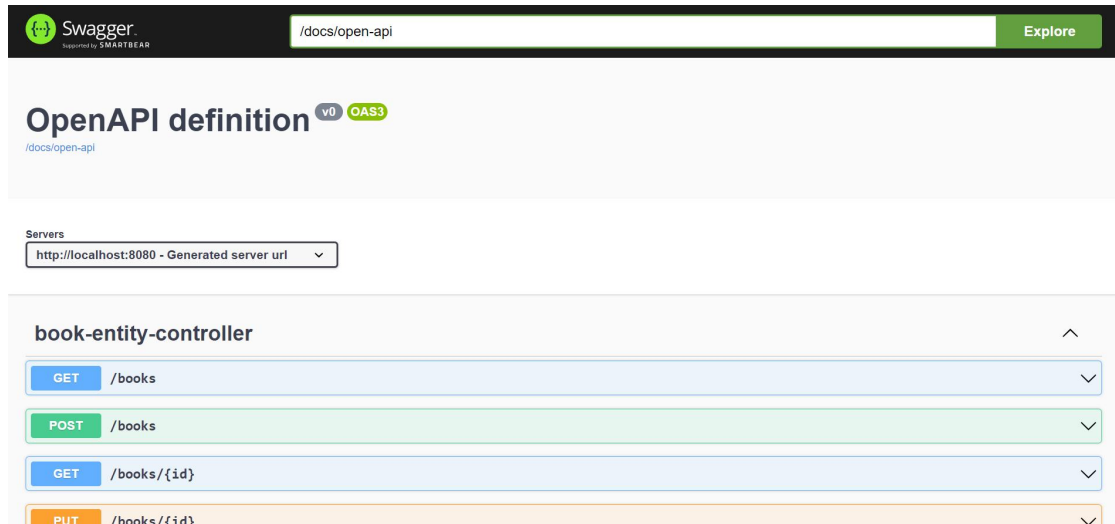 Swagger.
Supported by SMARTBEAR
/docs/open-api
Explore
OpenAPI definition v0 OAS3
/docs/open-api
Servers
http://localhost:8080 - Generated server url
book-entity-controller
GET /books
POST /books
GET /books/{id}
PUT /books/{id}